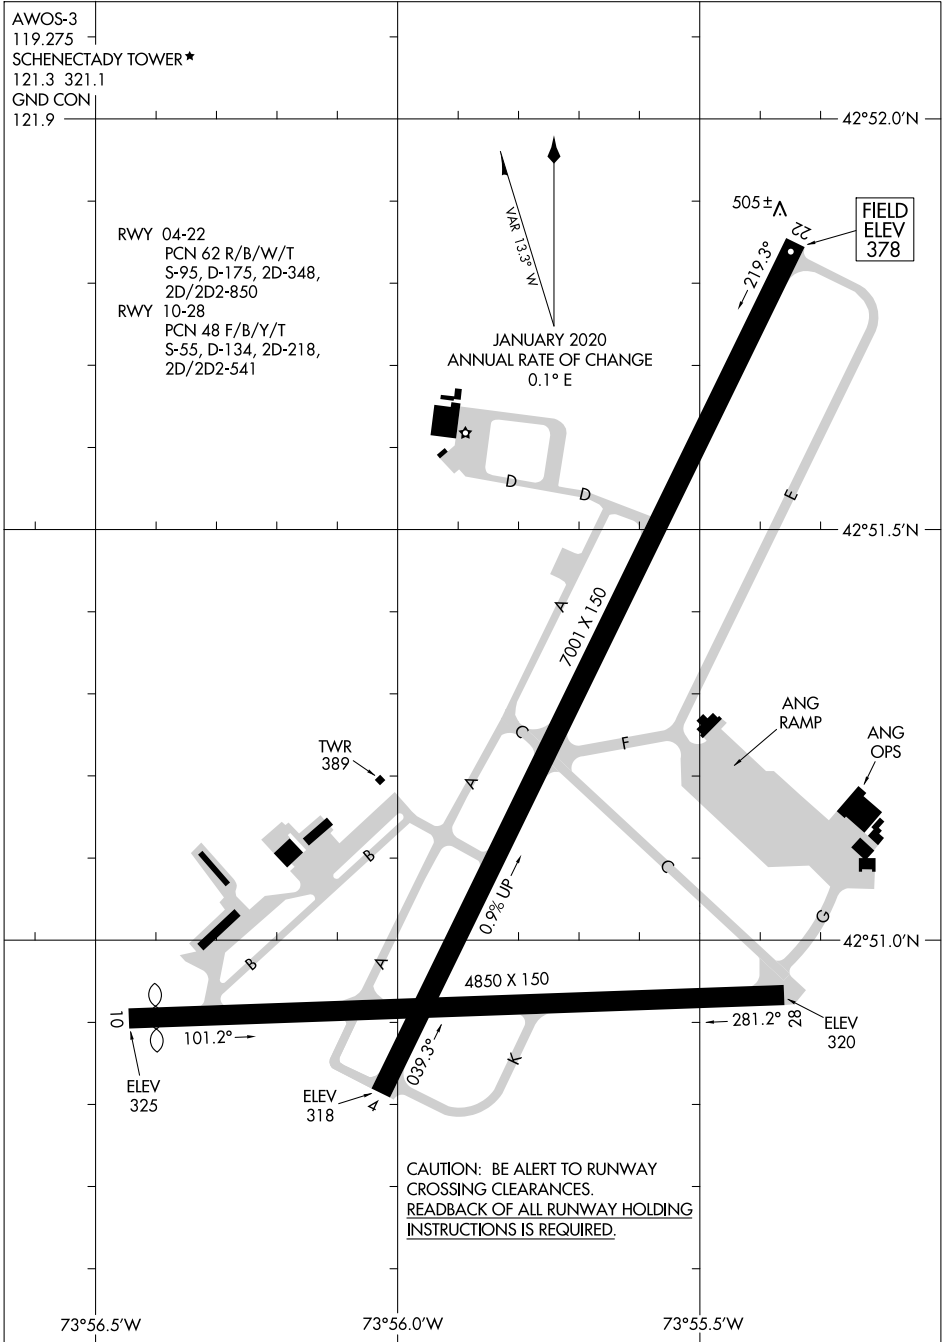 AWOS-3
119.275
SCHENECTADY TOWER★
121.3 321.1
GND CON
121.9
42°52.0'N
505±
22
FIELD
ELEV
378
VAR 13.3° W
219.3°
RWY 04-22
PCN 62 R/B/W/T
S-95, D-175, 2D-348,
2D/2D2-850
RWY 10-28
PCN 48 F/B/Y/T
S-55, D-134, 2D-218,
2D/2D2-541
JANUARY 2020
ANNUAL RATE OF CHANGE
0.1° E
D
D
E
42°51.5'N
A
7001 X 150
ANG
RAMP
ANG
OPS
C
F
TWR
389
A
B
C
0.9% UP
G
42°51.0'N
B
A
4850 X 150
10
101.2°
281.2°
28
ELEV
320
039.3°
K
ELEV
325
ELEV
318
4
CAUTION: BE ALERT TO RUNWAY
CROSSING CLEARANCES.
READBACK OF ALL RUNWAY HOLDING
INSTRUCTIONS IS REQUIRED.
73°56.5'W
73°56.0'W
73°55.5'W